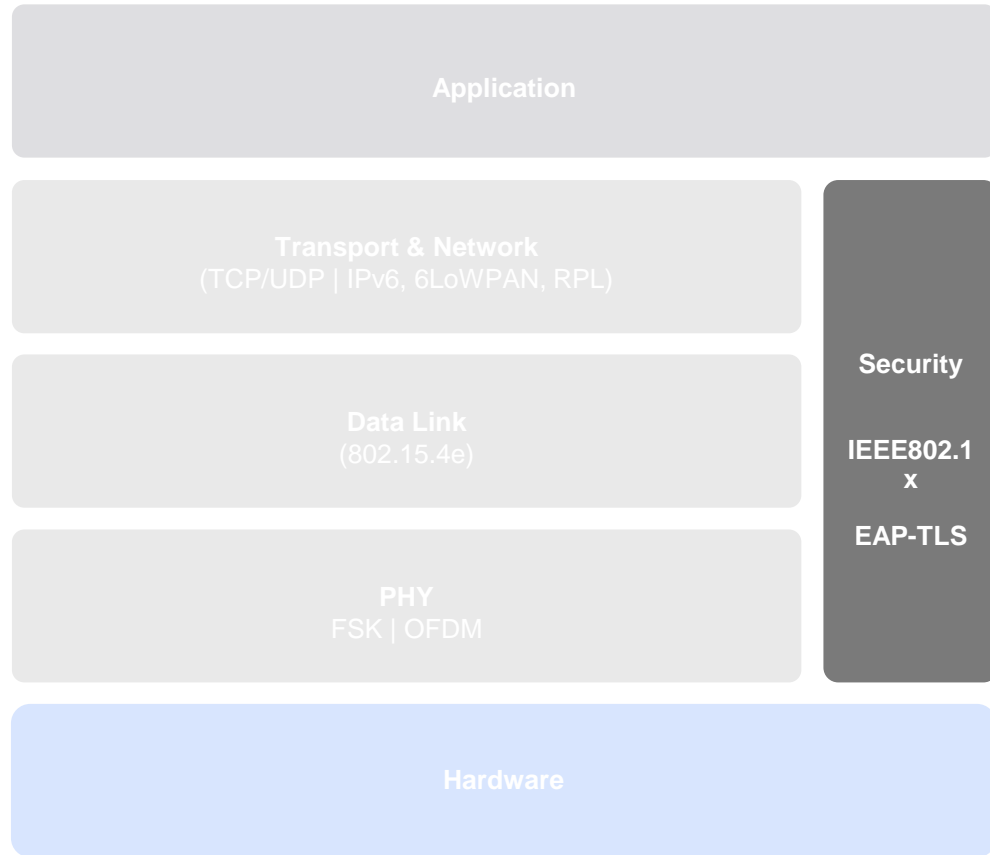 Application
Transport & Network
(TCP/UDP | IPv6, 6LoWPAN, RPL)
Data Link
(802.15.4e)
PHY
FSK | OFDM
Security
IEEE802.1
x
EAP-TLS
Hardware